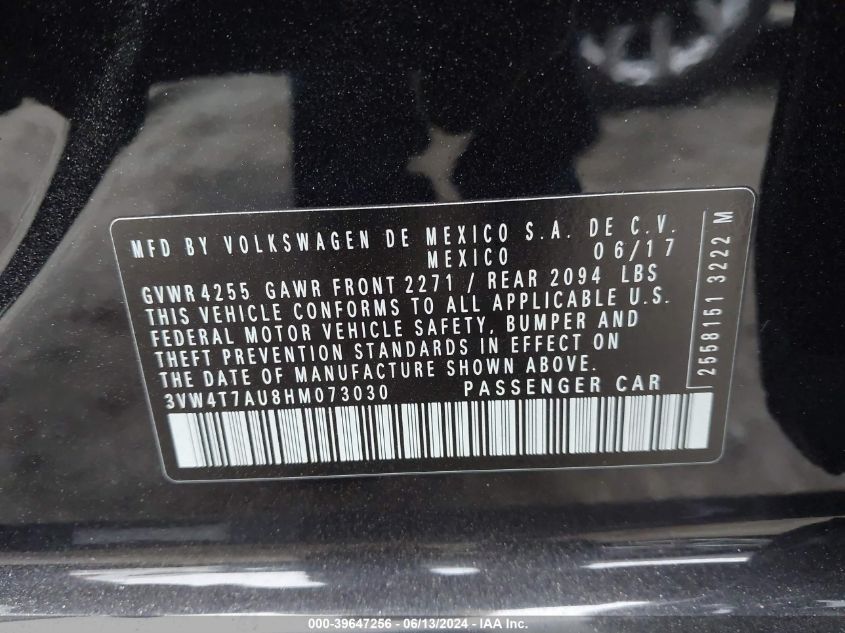 MFD BY VOLKSWAGEN DE MEXICO S.A. DE C.V.
MEXICO 06/17
GVWR 4255 GAWR FRONT 2271 / REAR 2094 LBS
THIS VEHICLE CONFORMS TO ALL APPLICABLE U.S.
FEDERAL MOTOR VEHICLE SAFETY, BUMPER AND
THEFT PREVENTION STANDARDS IN EFFECT ON
THE DATE OF MANUFACTURE SHOWN ABOVE.
3VW4T7AU8HM073030 PASSENGER CAR
2558151 3222 M
000-39647256 - 06/13/2024 - IAA Inc.